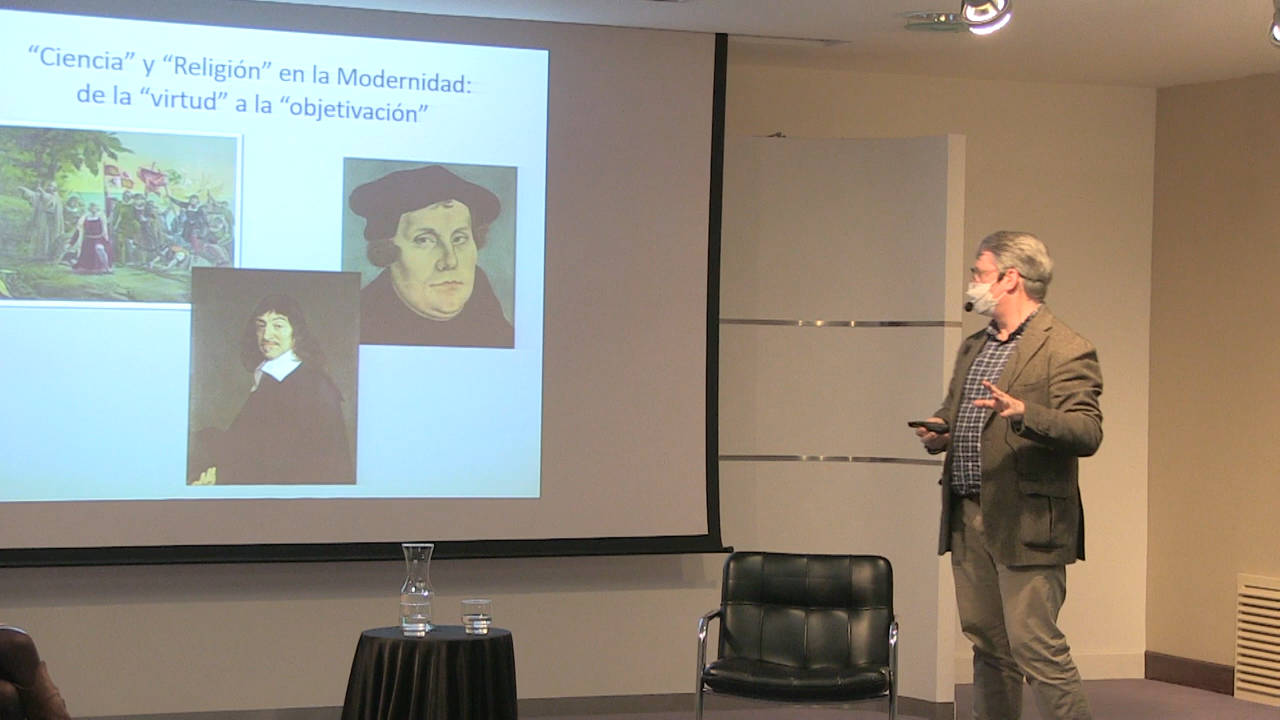 “Ciencia” y “Religión” en la Modernidad:
de la “virtud” a la “objetivación”